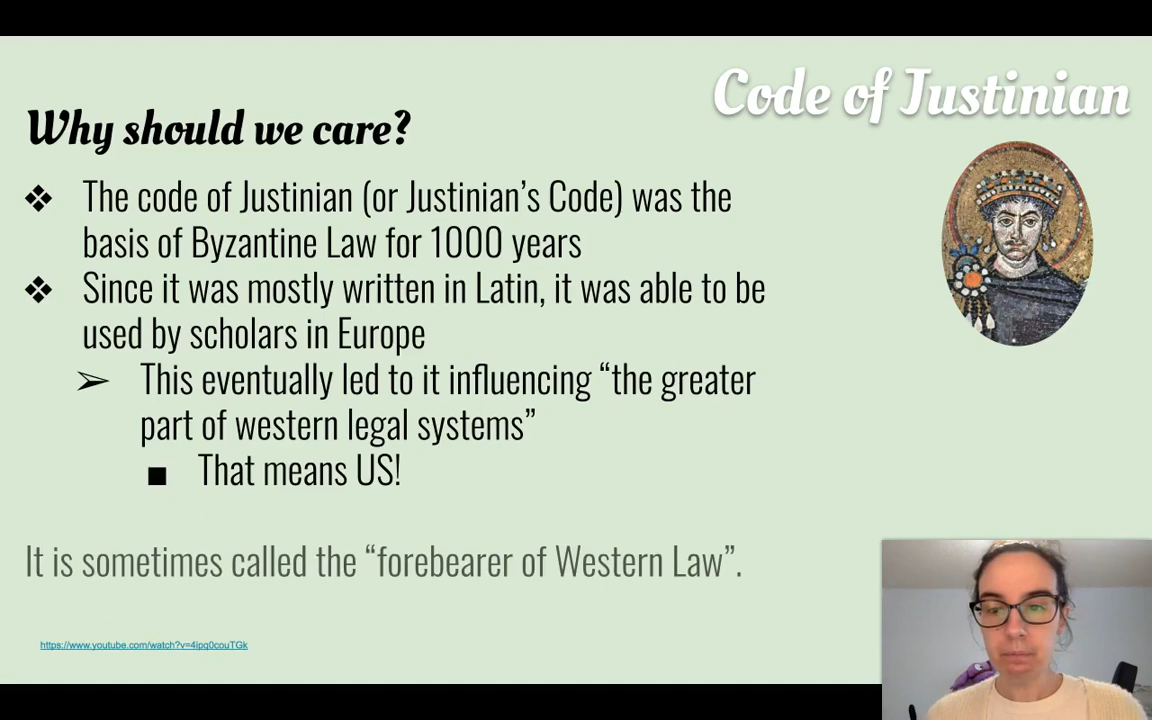 Code of Justinian
Why should we care?
❖ The code of Justinian (or Justinian’s Code) was the
basis of Byzantine Law for 1000 years
❖ Since it was mostly written in Latin, it was able to be
used by scholars in Europe
➢ This eventually led to it influencing “the greater
part of western legal systems”
■ That means US!
It is sometimes called the “forebearer of Western Law”.
https://www.youtube.com/watch?v=4ipq0couTGk